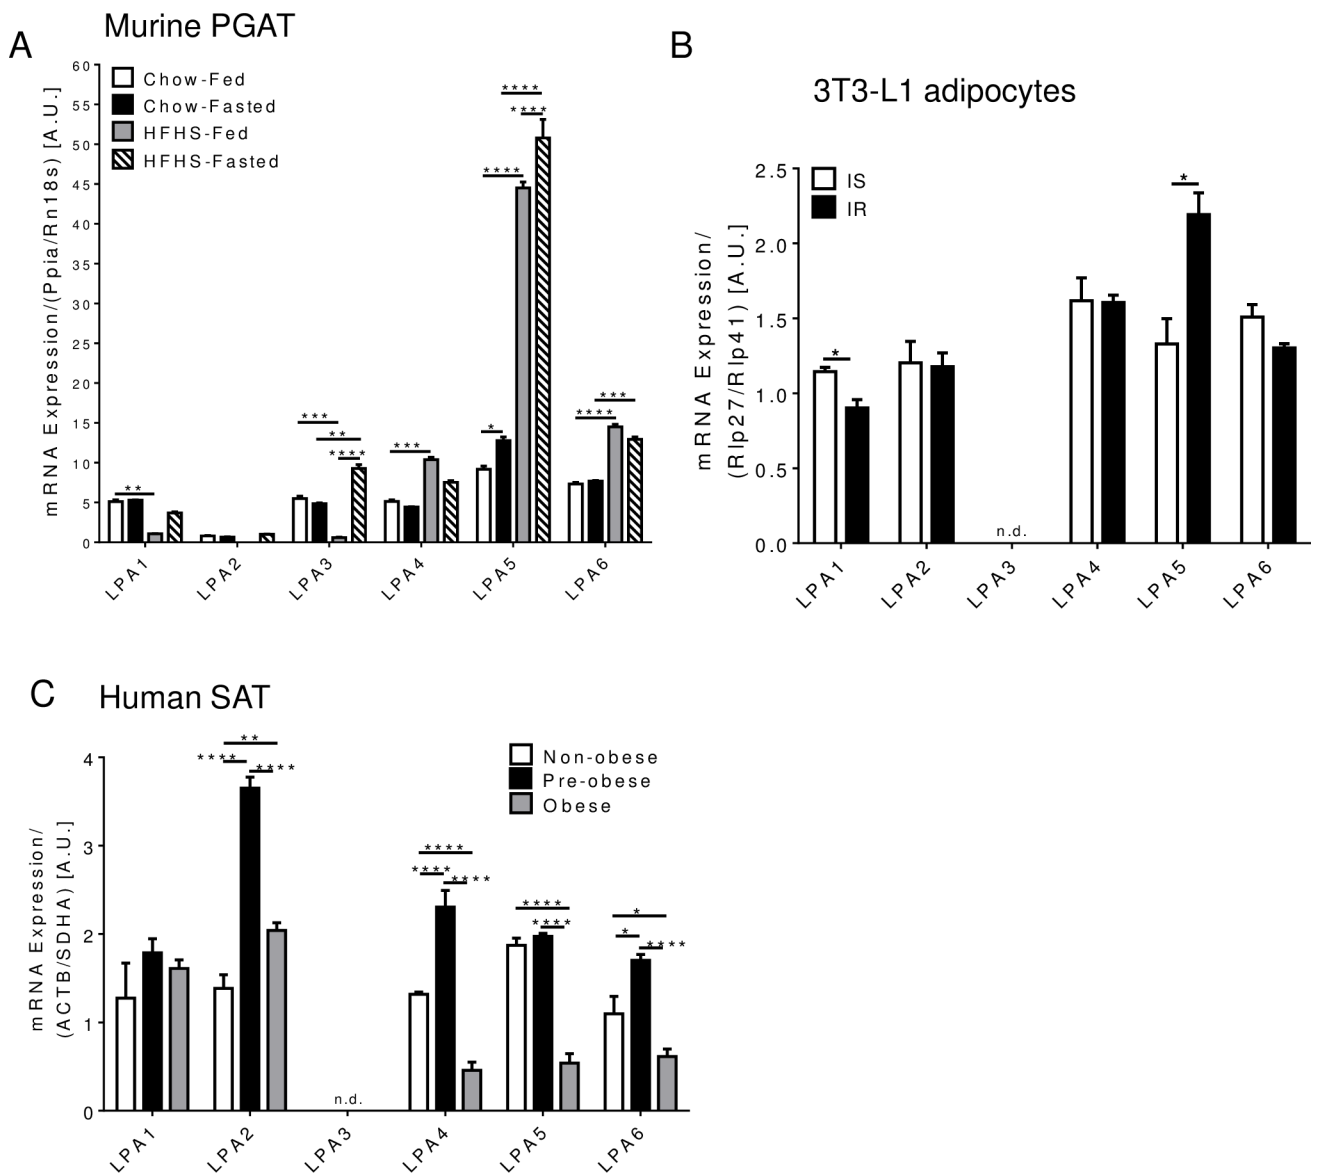 A
Murine PGAT
Chow-Fed
Chow-Fasted
HFHS-Fed
HFHS-Fasted
mRNA Expression/(Ppia/Rn18s) [A.U.]
60
55
50
45
40
35
30
25
20
15
10
5
0
**
***
**
****
***
*
****
****
****
****
***
LPA1
LPA2
LPA3
LPA4
LPA5
LPA6
B
3T3-L1 adipocytes
IS
IR
mRNA Expression/
(Rlp27/Rlp41) [A.U.]
2.5
2.0
1.5
1.0
0.5
0.0
*
n.d.
*
LPA1
LPA2
LPA3
LPA4
LPA5
LPA6
C
Human SAT
Non-obese
Pre-obese
Obese
mRNA Expression/
(ACTB/SDHA) [A.U.]
4
3
2
1
0
**
****
****
n.d.
****
****
****
****
****
*
*
****
LPA1
LPA2
LPA3
LPA4
LPA5
LPA6